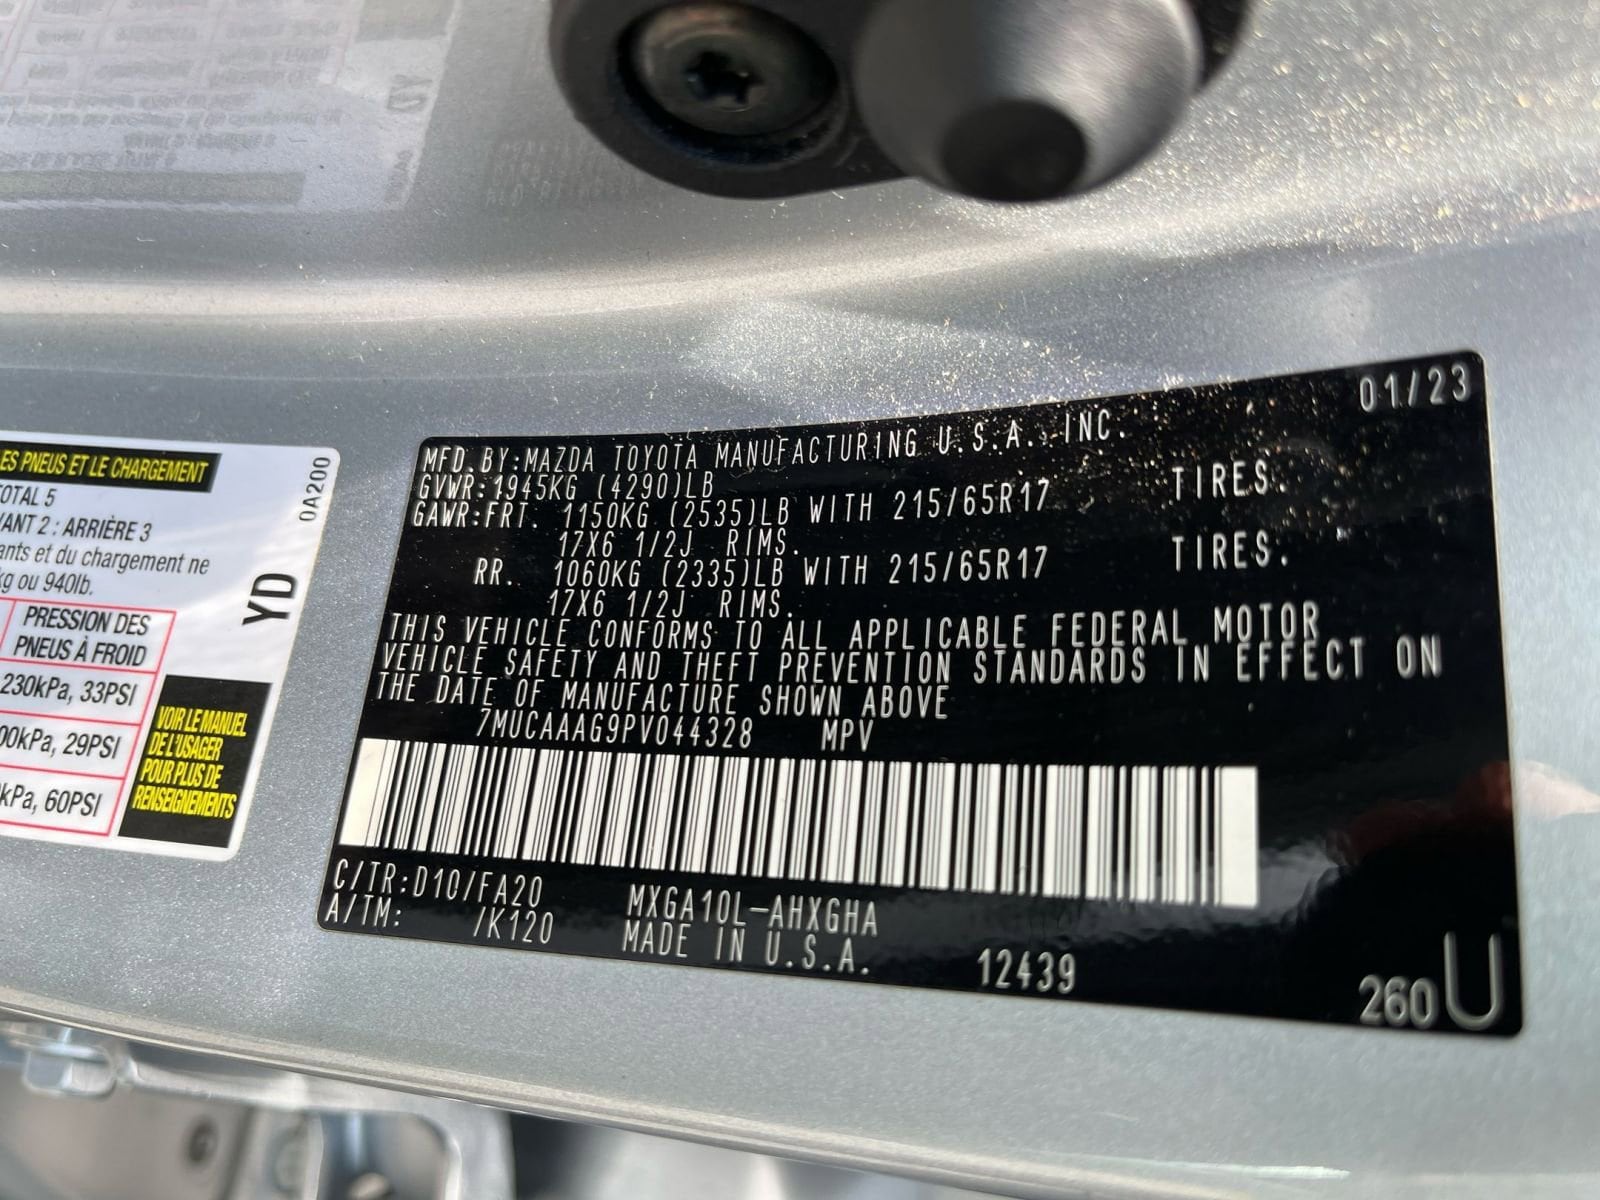 ES PNEUS ET LE CHARGEMENT
OTAL 5
VANT 2 : ARRIÈRE 3
ants et du chargement ne
kg ou 940lb.
PRESSION DES
PNEUS À FROID
230kPa, 33PSI
00kPa, 29PSI
kPa, 60PSI
VOIR LE MANUEL
DE L'USAGER
POUR PLUS DE
RENSEIGNEMENTS
0A200
YD
01/23
MFD.BY:MAZDA TOYOTA MANUFACTURING U.S.A.,INC.
GVWR:1945KG (4290)LB
GAWR:FRT. 1150KG (2535)LB WITH 215/65R17 TIRES.
17X6 1/2J RIMS.
RR. 1060KG (2335)LB WITH 215/65R17 TIRES.
17X6 1/2J RIMS.
THIS VEHICLE CONFORMS TO ALL APPLICABLE FEDERAL MOTOR
VEHICLE SAFETY AND THEFT PREVENTION STANDARDS IN EFFECT ON
THE DATE OF MANUFACTURE SHOWN ABOVE
7MUCAAAG9PV044328 MPV
C/TR:D10/FA20 MXGA10L-AHXGHA
A/TM: /K120 MADE IN U.S.A.
12439
260U